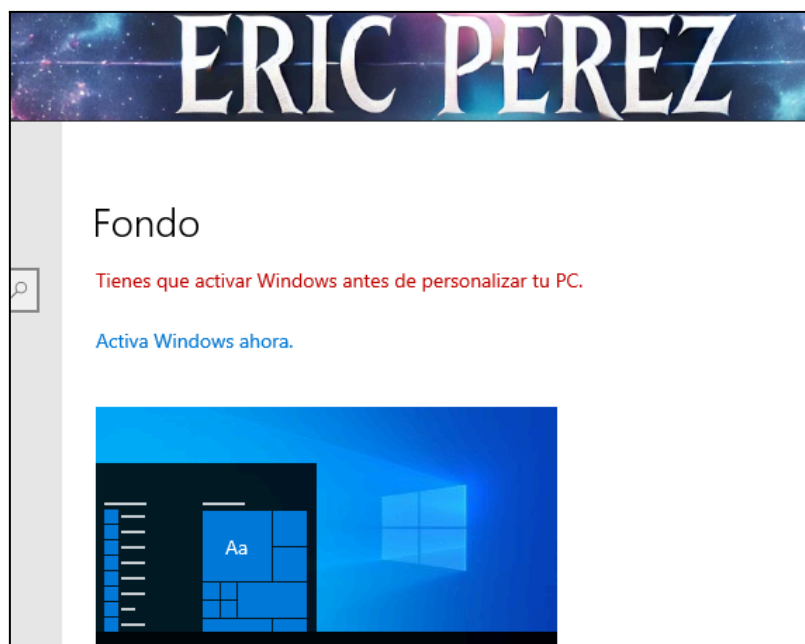 ERIC PEREZ
Fondo
Tienes que activar Windows antes de personalizar tu PC.
Activa Windows ahora.
Aa